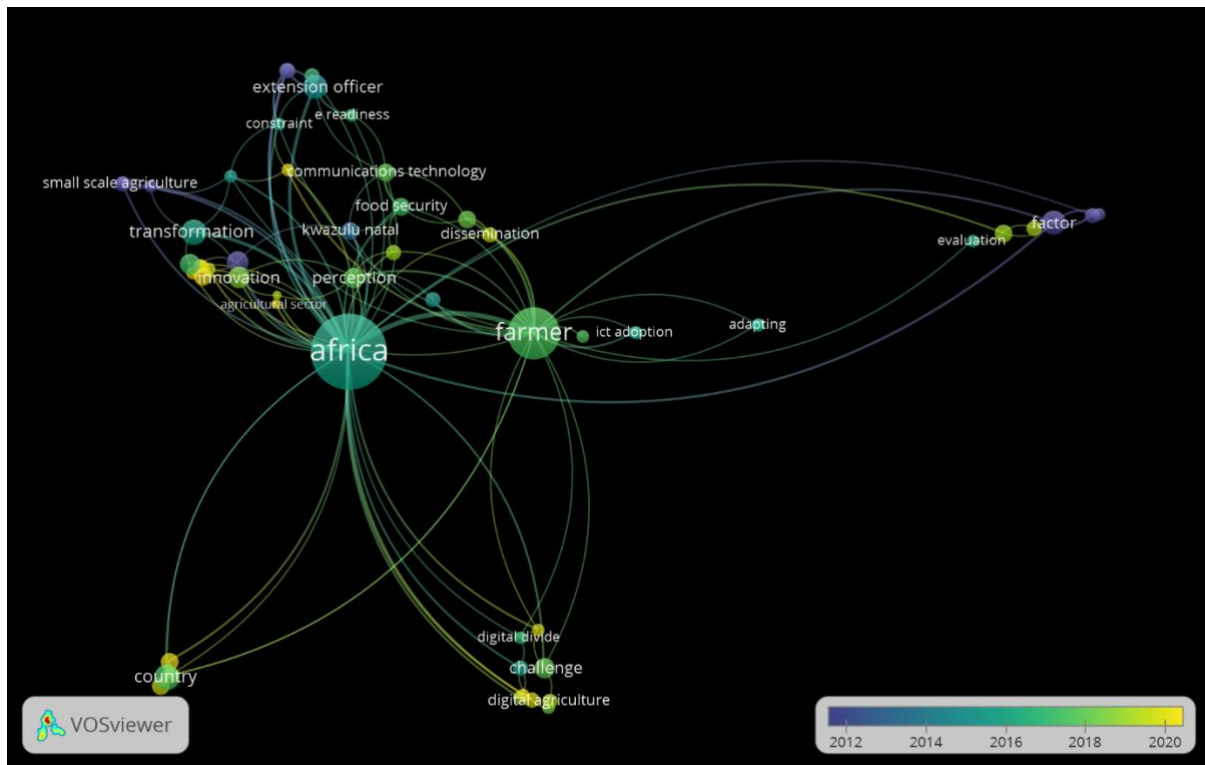 extension officer
e readiness
constraint
communications technology
small scale agriculture
food security
transformation
kwazulu natal
dissemination
factor
evaluation
innovation
perception
agricultural sector
africa
farmer
ict adoption
adapting
digital divide
challenge
country
digital agriculture
VOSviewer
2012 2014 2016 2018 2020